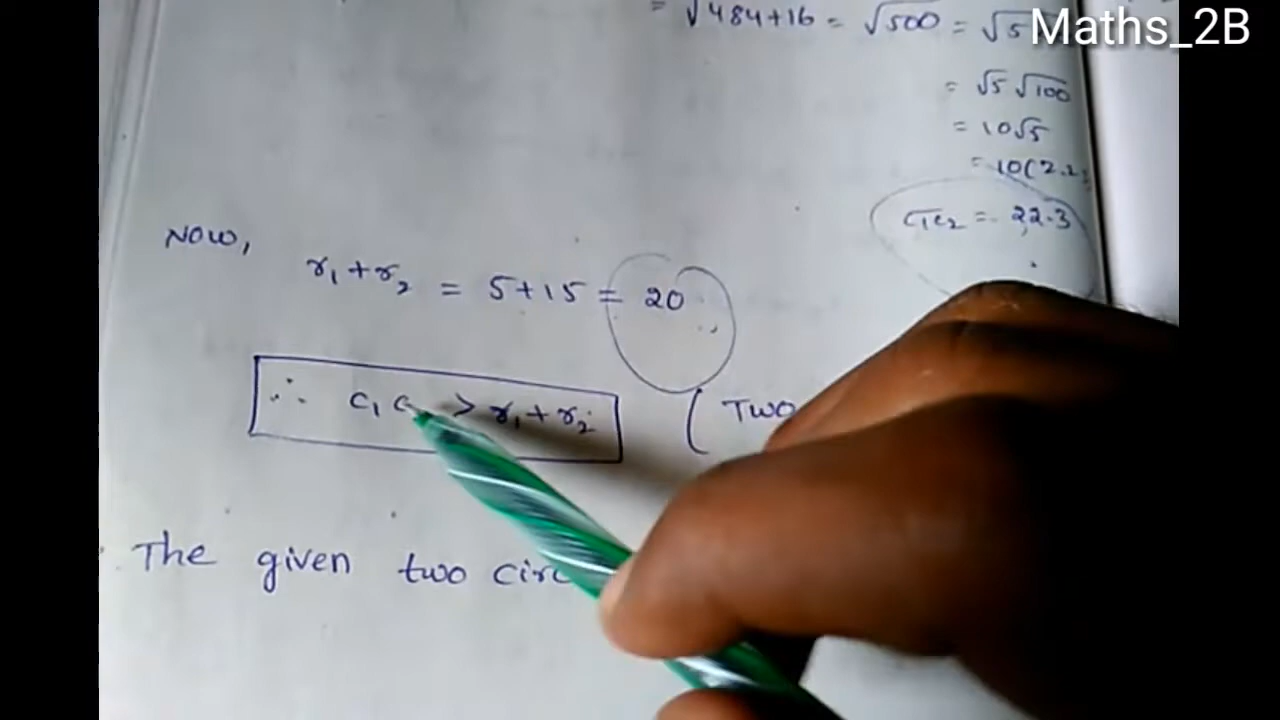 = √484+16 = √500 = √5
Maths_2B
= √5 √100
= 10√5
= 10(2.2
C₁C₂ = 22.3
Now,
r₁+r₂ = 5+15 = 20
∴ C₁C₂ > r₁+r₂
( Two
The given two circ